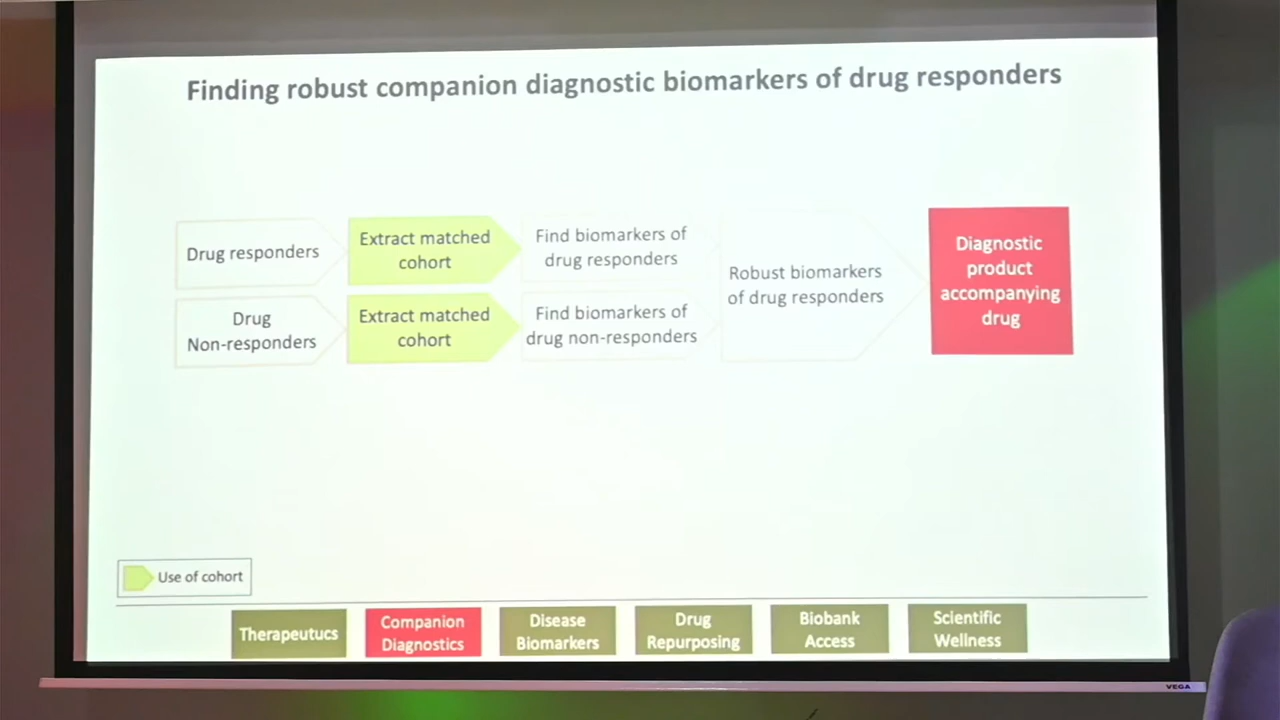 Finding robust companion diagnostic biomarkers of drug responders
Drug responders
Extract matched
cohort
Find biomarkers of
drug responders
Drug
Non-responders
Extract matched
cohort
Find biomarkers of
drug non-responders
Robust biomarkers
of drug responders
Diagnostic
product
accompanying
drug
Use of cohort
Therapeutucs
Companion
Diagnostics
Disease
Biomarkers
Drug
Repurposing
Biobank
Access
Scientific
Wellness
VEGA